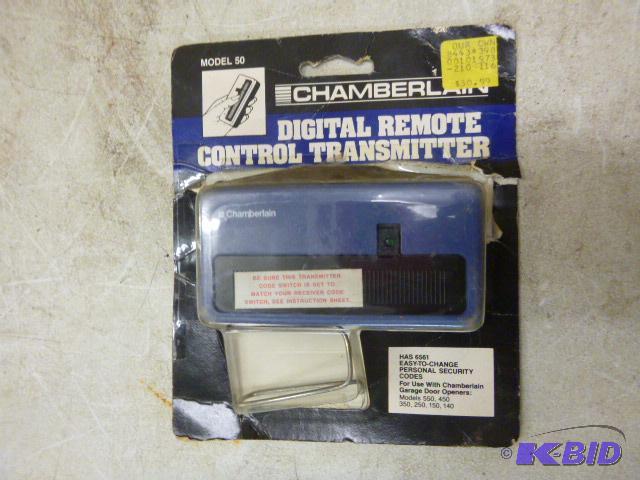 MODEL 50
OUR OWN
$30.99
CHAMBERLAIN
DIGITAL REMOTE
CONTROL TRANSMITTER
Chamberlain
BE SURE THIS TRANSMITTER
CODE SWITCH IS SET TO
MATCH YOUR RECEIVER CODE
SWITCH, SEE INSTRUCTION SHEET.
HAS 6561
EASY-TO-CHANGE
PERSONAL SECURITY
CODES
For Use With Chamberlain
Garage Door Openers:
Models 550, 450
350, 250, 150, 140
© K-BID